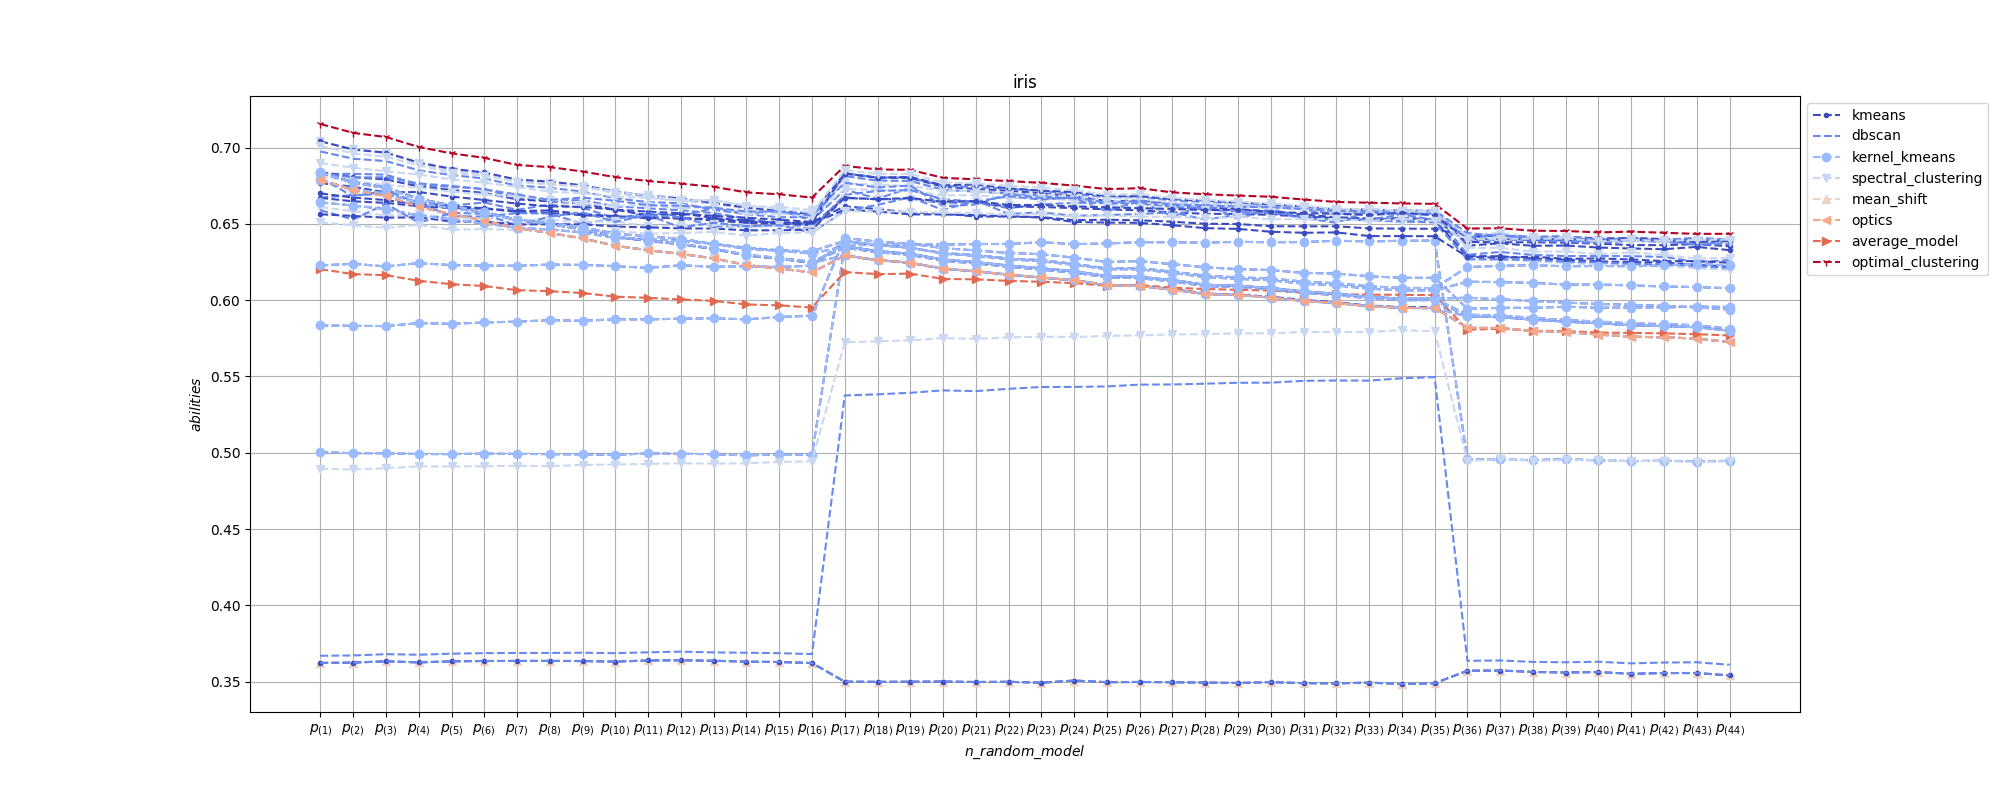 iris
0.70
0.65
0.60
0.55
0.50
0.45
0.40
0.35
abilities
p(1) p(2) p(3) p(4) p(5) p(6) p(7) p(8) p(9) p(10) p(11) p(12) p(13) p(14) p(15) p(16) p(17) p(18) p(19) p(20) p(21) p(22) p(23) p(24) p(25) p(26) p(27) p(28) p(29) p(30) p(31) p(32) p(33) p(34) p(35) p(36) p(37) p(38) p(39) p(40) p(41) p(42) p(43) p(44)
n_random_model
kmeans
dbscan
kernel_kmeans
spectral_clustering
mean_shift
optics
average_model
optimal_clustering